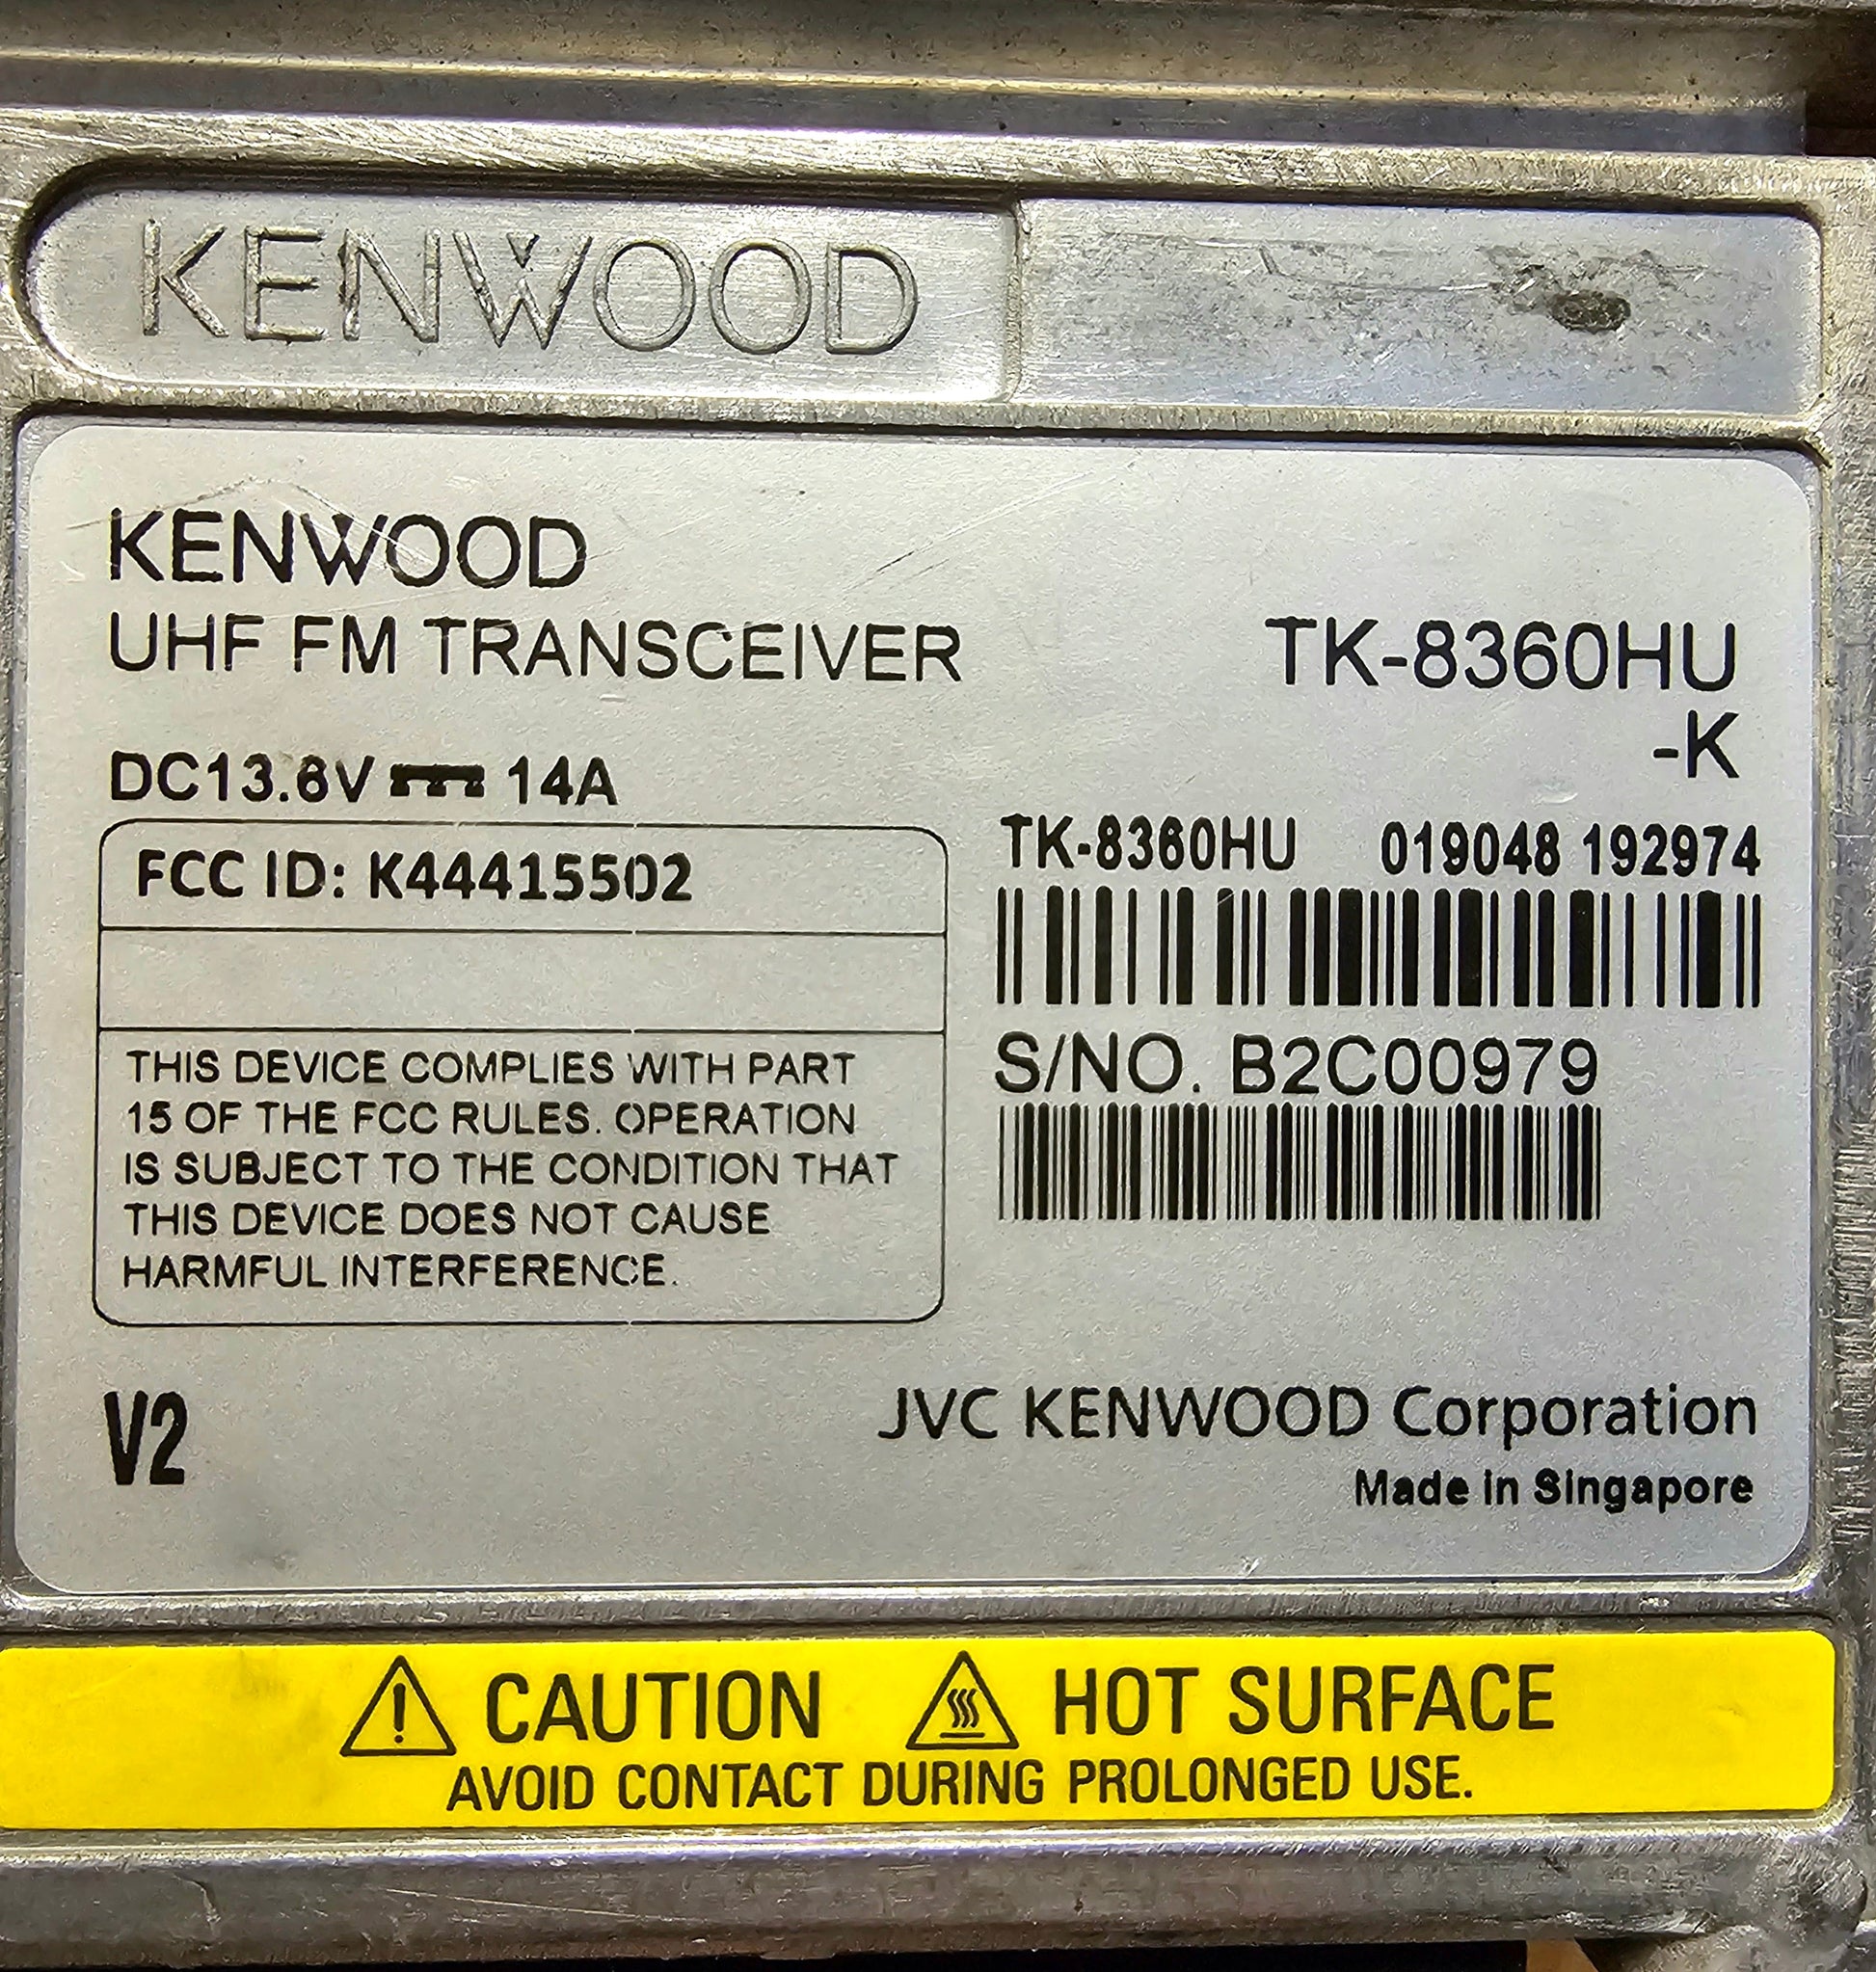 KENWOOD
KENWOOD
UHF FM TRANSCEIVER
TK-8360HU
-K
DC13.6V 14A
FCC ID: K44415502
THIS DEVICE COMPLIES WITH PART
15 OF THE FCC RULES. OPERATION
IS SUBJECT TO THE CONDITION THAT
THIS DEVICE DOES NOT CAUSE
HARMFUL INTERFERENCE.
TK-8360HU 019048 192974
S/NO. B2C00979
V2
JVC KENWOOD Corporation
Made in Singapore
CAUTION HOT SURFACE
AVOID CONTACT DURING PROLONGED USE.